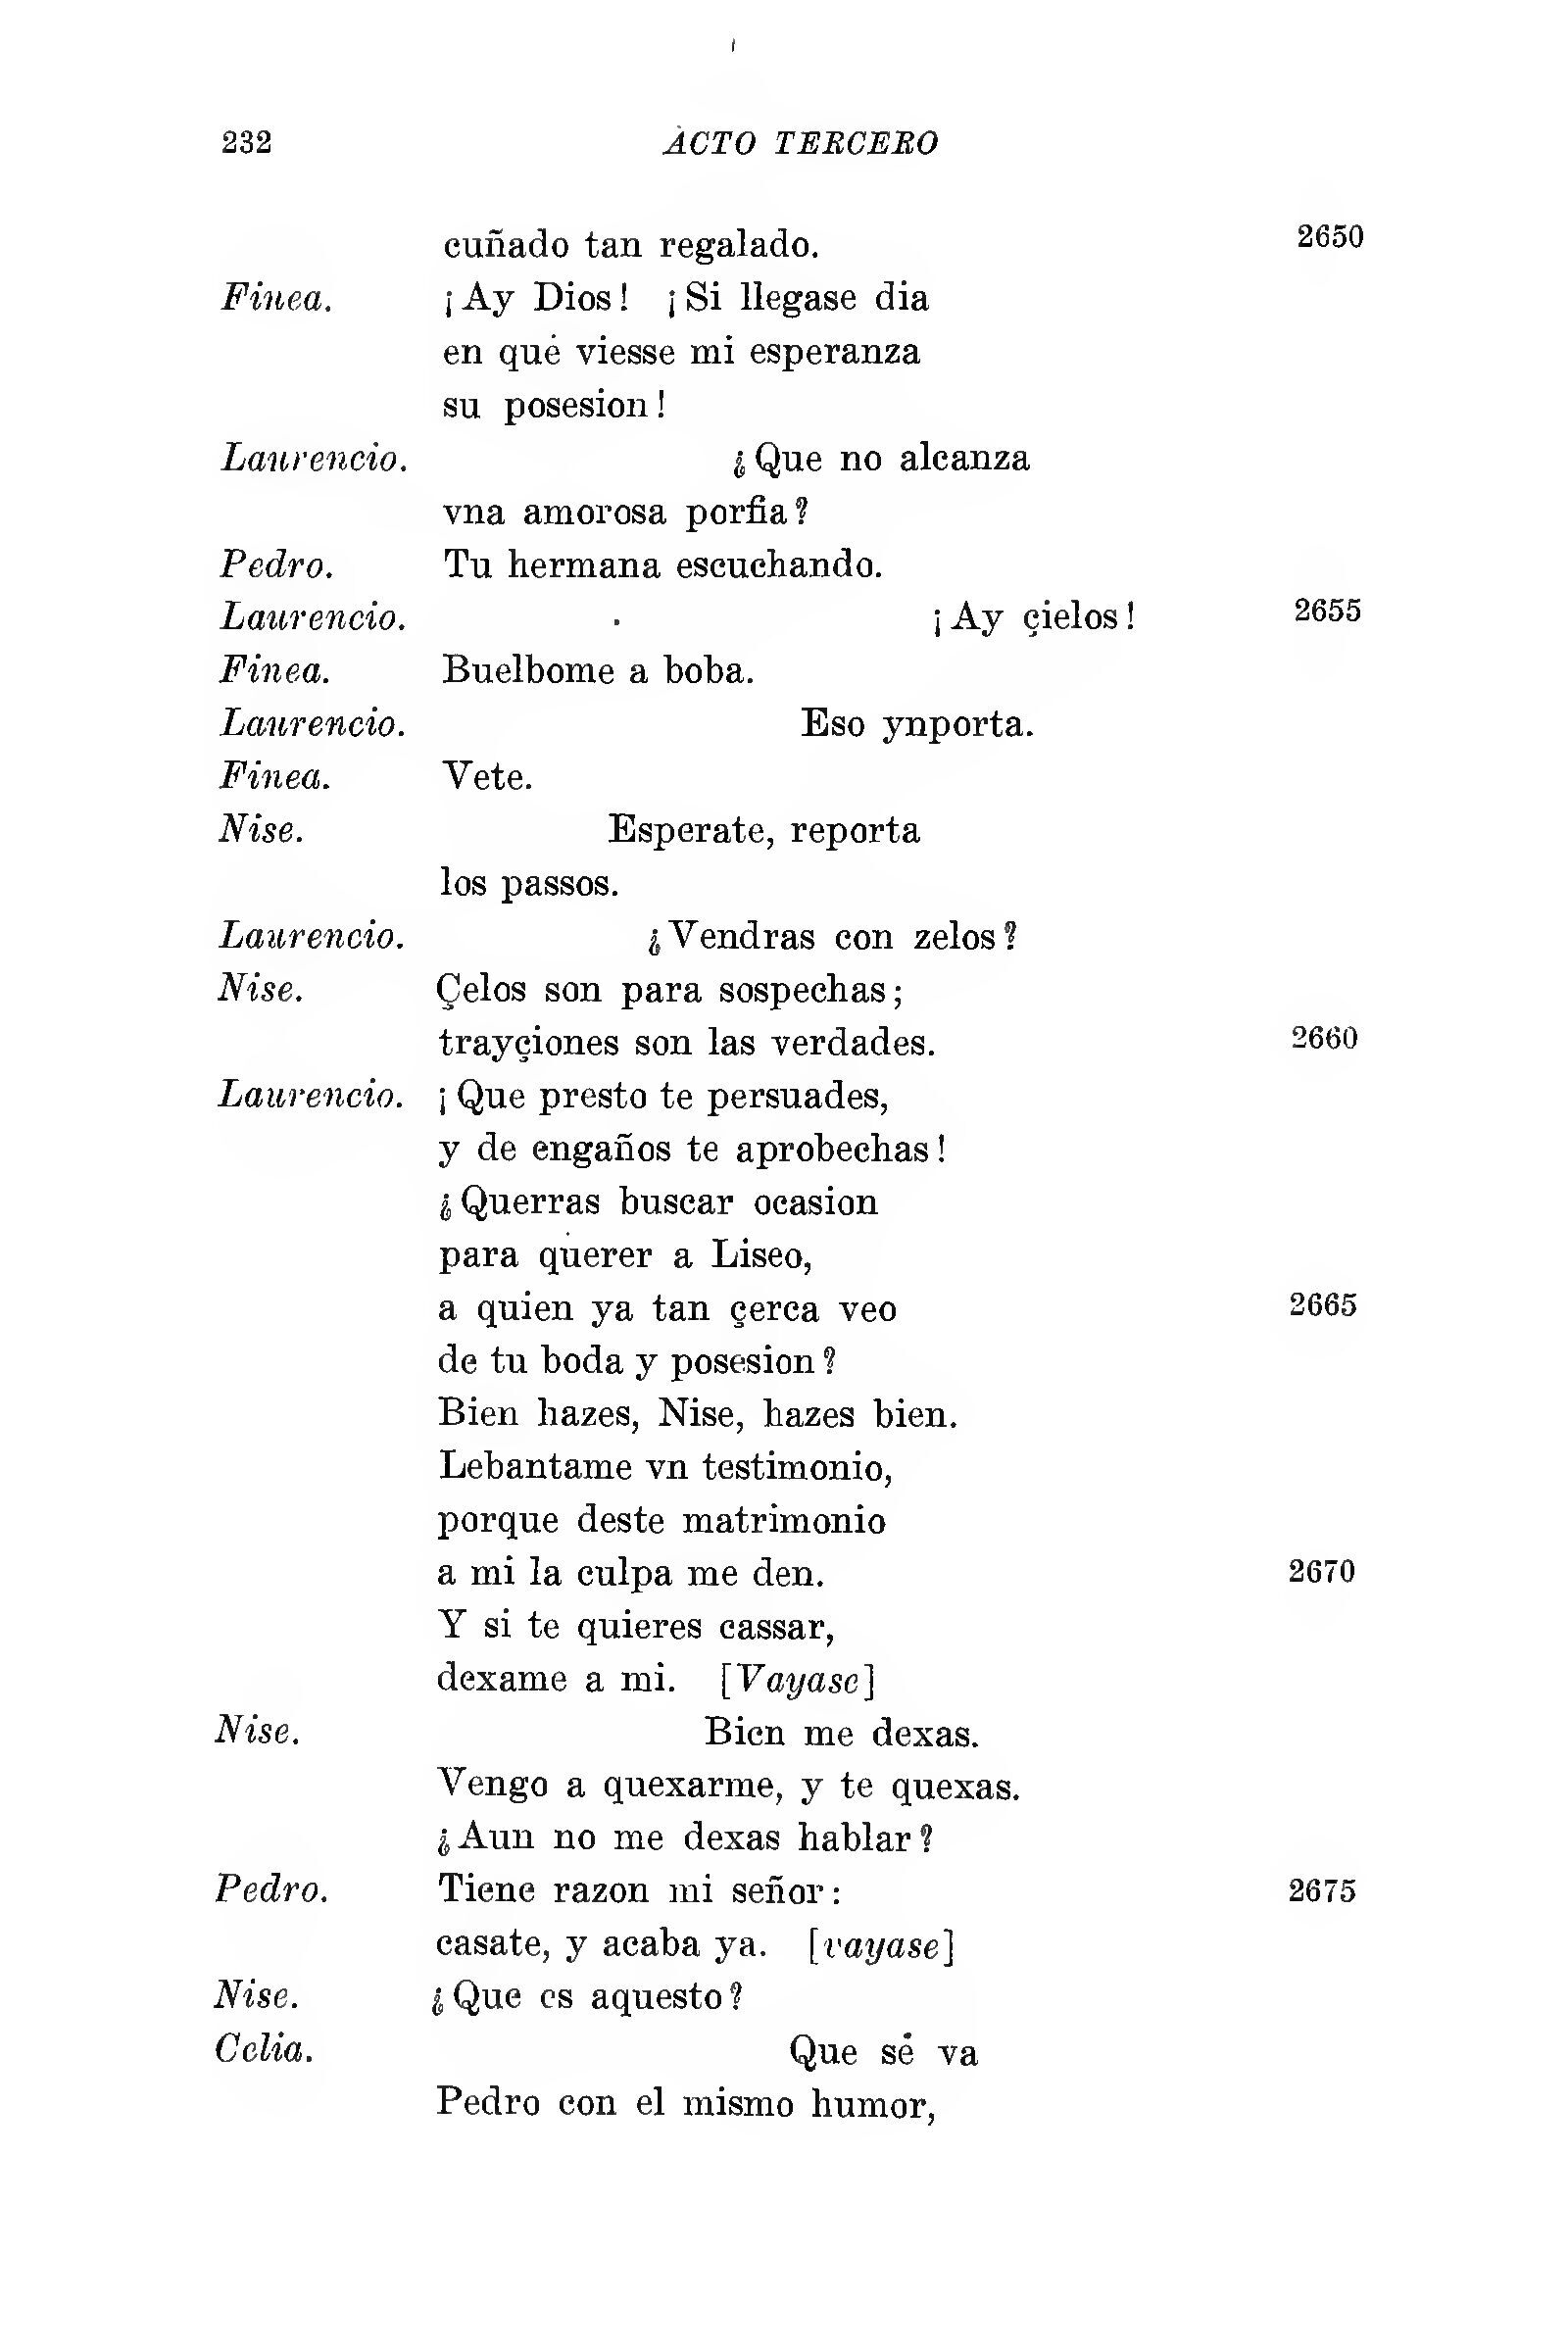 232 ACTO TERCERO
cuñado tan regalado. 2650
Finea. ¡Ay Dios! ¡Si llegase dia
en que viesse mi esperanza
su posesion!
Laurencio. ¿Que no alcanza
vna amorosa porfia?
Pedro. Tu hermana escuchando.
Laurencio. ¡Ay çielos! 2655
Finea. Buelbome a boba.
Laurencio. Eso ynporta.
Finea. Vete.
Nise. Esperate, reporta
los passos.
Laurencio. ¿Vendras con zelos?
Nise. Çelos son para sospechas;
trayçiones son las verdades. 2660
Laurencio. ¡Que presto te persuades,
y de engaños te aprobechas!
¿Querras buscar ocasion
para querer a Liseo,
a quien ya tan çerca veo 2665
de tu boda y posesion?
Bien hazes, Nise, hazes bien.
Lebantame vn testimonio,
porque deste matrimonio
a mi la culpa me den. 2670
Y si te quieres cassar,
dexame a mi. [Vayase]
Nise. Bien me dexas.
Vengo a quexarme, y te quexas.
¿Aun no me dexas hablar?
Pedro. Tiene razon mi señor: 2675
casate, y acaba ya. [vayase]
Nise. ¿Que es aquesto?
Celia. Que se va
Pedro con el mismo humor,